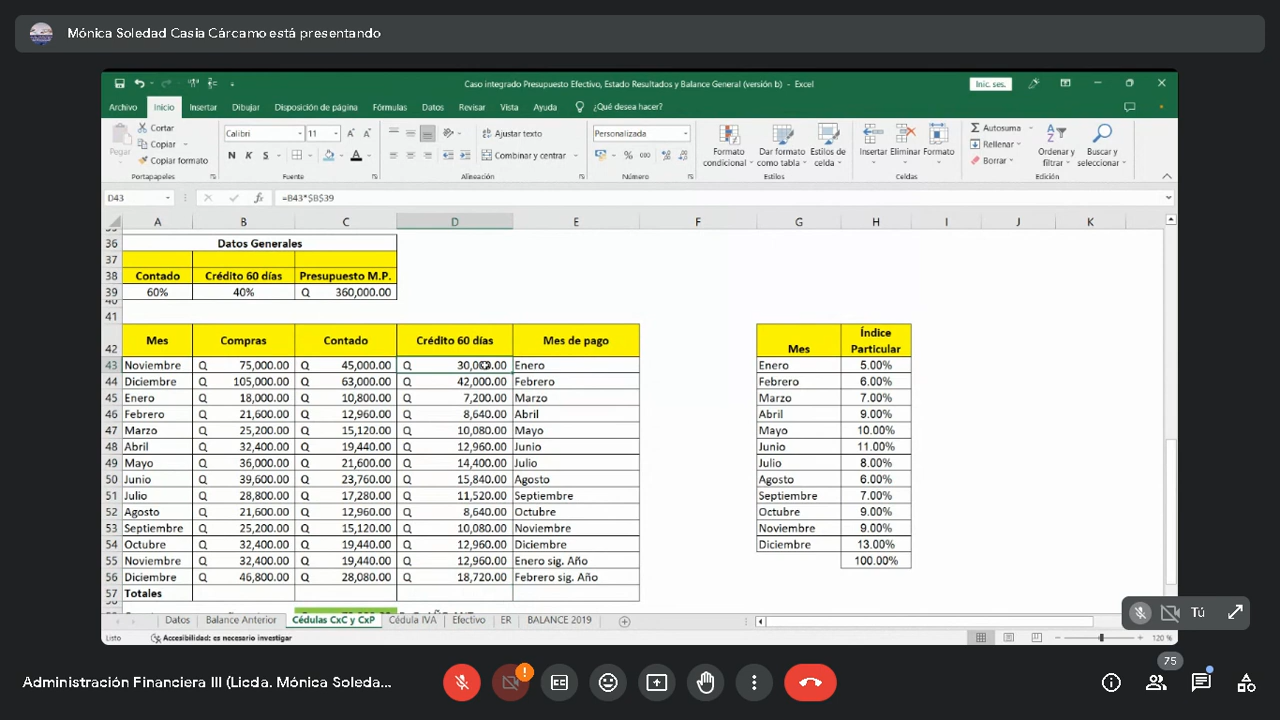 Mónica Soledad Casia Cárcamo está presentando
Caso integrado Presupuesto Efectivo, Estado Resultados y Balance General (versión b) - Excel
Inic. ses.
Archivo Inicio Insertar Dibujar Disposición de página Fórmulas Datos Revisar Vista Ayuda ¿Qué desea hacer?
Pegar
Cortar
Copiar
Copiar formato
Portapapeles
Calibri 11
N K S
Fuente
Ajustar texto
Combinar y centrar
Alineación
Personalizada
% 000
Número
Formato condicional
Dar formato como tabla
Estilos de celda
Estilos
Insertar Eliminar Formato
Celdas
Autosuma
Rellenar
Borrar
Ordenar y filtrar
Buscar y seleccionar
Edición
D43 fx =B43*$B$39
A B C D E F G H I J K
36 Datos Generales
37
38 Contado Crédito 60 días Presupuesto M.P.
39 60% 40% Q 360,000.00
40
41
42 Mes Compras Contado Crédito 60 días Mes de pago Mes Índice Particular
43 Noviembre Q 75,000.00 Q 45,000.00 Q 30,000.00 Enero Enero 5.00%
44 Diciembre Q 105,000.00 Q 63,000.00 Q 42,000.00 Febrero Febrero 6.00%
45 Enero Q 18,000.00 Q 10,800.00 Q 7,200.00 Marzo Marzo 7.00%
46 Febrero Q 21,600.00 Q 12,960.00 Q 8,640.00 Abril Abril 9.00%
47 Marzo Q 25,200.00 Q 15,120.00 Q 10,080.00 Mayo Mayo 10.00%
48 Abril Q 32,400.00 Q 19,440.00 Q 12,960.00 Junio Junio 11.00%
49 Mayo Q 36,000.00 Q 21,600.00 Q 14,400.00 Julio Julio 8.00%
50 Junio Q 39,600.00 Q 23,760.00 Q 15,840.00 Agosto Agosto 6.00%
51 Julio Q 28,800.00 Q 17,280.00 Q 11,520.00 Septiembre Septiembre 7.00%
52 Agosto Q 21,600.00 Q 12,960.00 Q 8,640.00 Octubre Octubre 9.00%
53 Septiembre Q 25,200.00 Q 15,120.00 Q 10,080.00 Noviembre Noviembre 9.00%
54 Octubre Q 32,400.00 Q 19,440.00 Q 12,960.00 Diciembre Diciembre 13.00%
55 Noviembre Q 32,400.00 Q 19,440.00 Q 12,960.00 Enero sig. Año 100.00%
56 Diciembre Q 46,800.00 Q 28,080.00 Q 18,720.00 Febrero sig. Año
57 Totales
Datos Balance Anterior Cédulas CxC y CxP Cédula IVA Efectivo ER BALANCE 2019
Listo Accesibilidad: es necesario investigar 120 %
Tú
Administración Financiera III (Licda. Mónica Soleda...
75